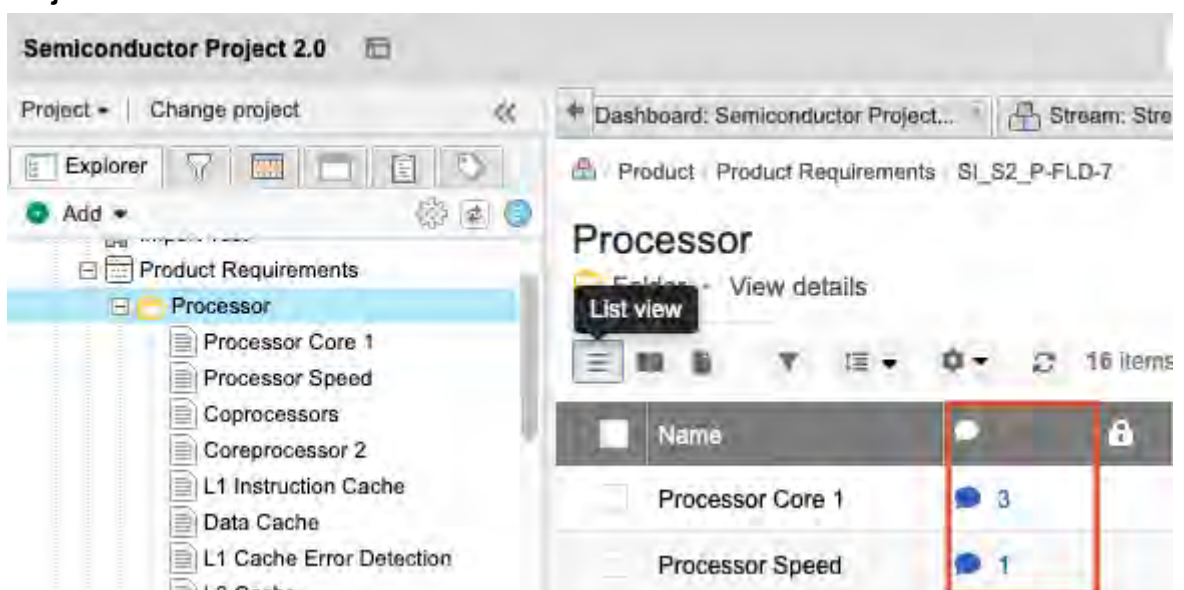 Semiconductor Project 2.0
Project
Change project
Explorer
Add
Product Requirements
Processor
Processor Core 1
Processor Speed
Coprocessors
Coreprocessor 2
L1 Instruction Cache
Data Cache
L1 Cache Error Detection
Dashboard: Semiconductor Project...
Stream: Stre
Product Product Requirements SI_S2_P-FLD-7
Processor
View details
List view
16 items
Name
Processor Core 1 3
Processor Speed 1